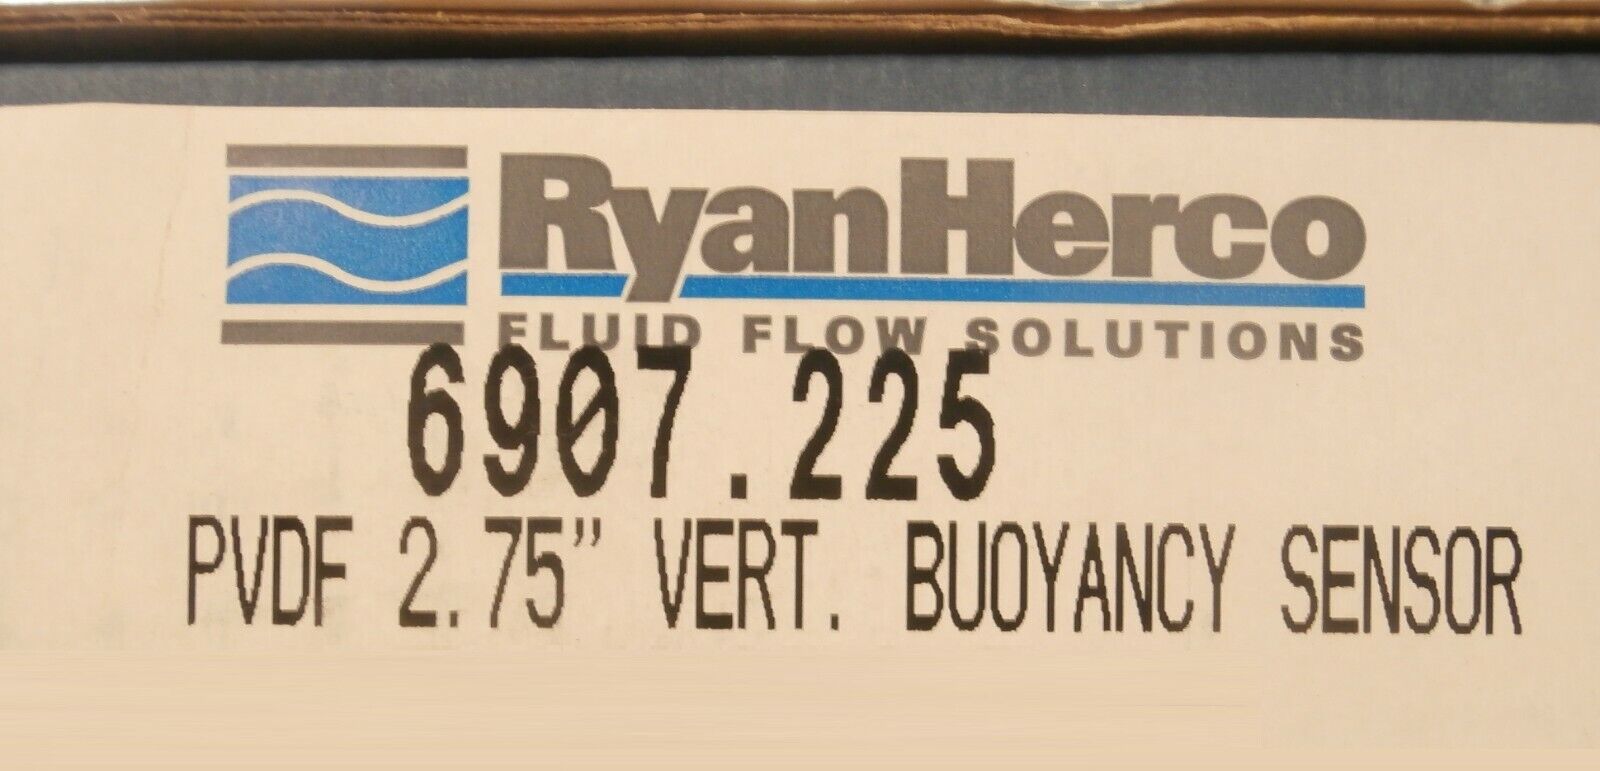 RyanHerco
FLUID FLOW SOLUTIONS
6907.225
PVDF 2.75" VERT. BUOYANCY SENSOR